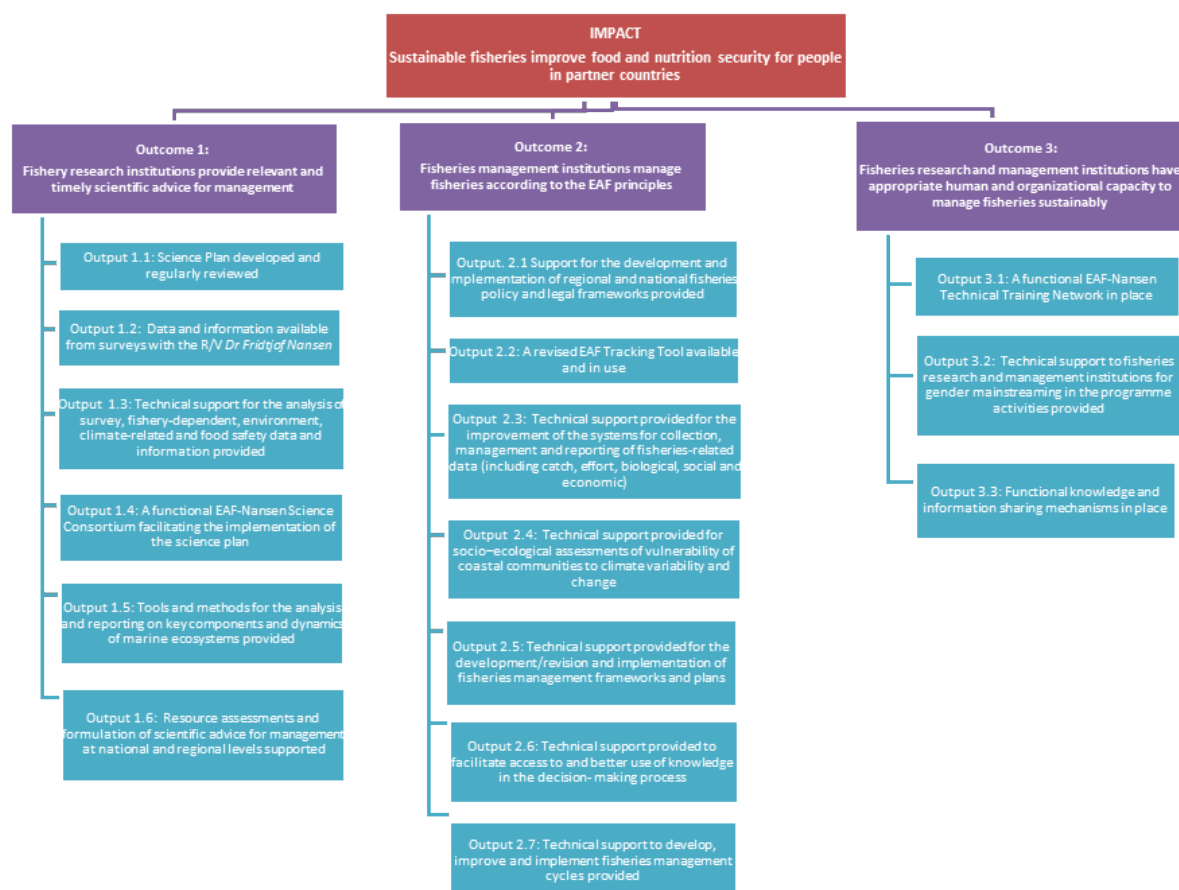 IMPACT
Sustainable fisheries improve food and nutrition security for people
in partner countries
Outcome 1:
Fishery research institutions provide relevant and
timely scientific advice for management
Output 1.1: Science Plan developed and
regularly reviewed
Output 1.2: Data and information available
from surveys with the R/V Dr Fridtjof Nansen
Output 1.3: Technical support for the analysis of
survey, fishery-dependent, environment,
climate-related and food safety data and
information provided
Output 1.4: A functional EAF-Nansen Science
Consortium facilitating the implementation of
the science plan
Output 1.5: Tools and methods for the analysis
and reporting on key components and dynamics
of marine ecosystems provided
Output 1.6: Resource assessments and
formulation of scientific advice for management
at national and regional levels supported
Outcome 2:
Fisheries management institutions manage
fisheries according to the EAF principles
Output. 2.1 Support for the development and
mplementation of regional and national fisheries
policy and legal frameworks provided
Output 2.2: A revised EAF Tracking Tool available
and in use
Output 2.3: Technical support provided for the
improvement of the systems for collection,
management and reporting of fisheries-related
data (including catch, effort, biological, social and
economic)
Output 2.4: Technical support provided for
socio–ecological assessments of vulnerability of
coastal communities to climate variability and
change
Output 2.5: Technical support provided for the
development/revision and implementation of
fisheries management frameworks and plans
Output 2.6: Technical support provided to
facilitate access to and better use of knowledge
in the decision- making process
Output 2.7: Technical support to develop,
improve and implement fisheries management
cycles provided
Outcome 3:
Fisheries research and management institutions have
appropriate human and organizational capacity to
manage fisheries sustainably
Output 3.1: A functional EAF-Nansen
Technical Training Network in place
Output 3.2: Technical support to fisheries
research and management institutions for
gender mainstreaming in the programme
activities provided
Output 3.3: Functional knowledge and
information sharing mechanisms in place